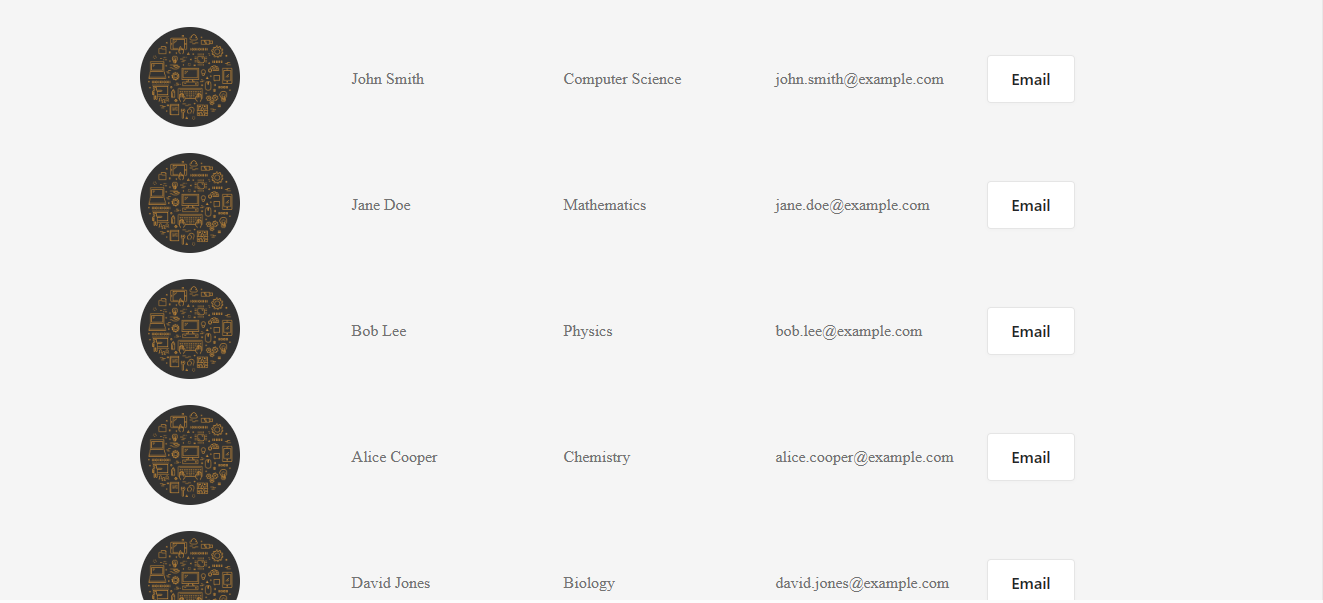 John Smith Computer Science john.smith@example.com Email
Jane Doe Mathematics jane.doe@example.com Email
Bob Lee Physics bob.lee@example.com Email
Alice Cooper Chemistry alice.cooper@example.com Email
David Jones Biology david.jones@example.com Email